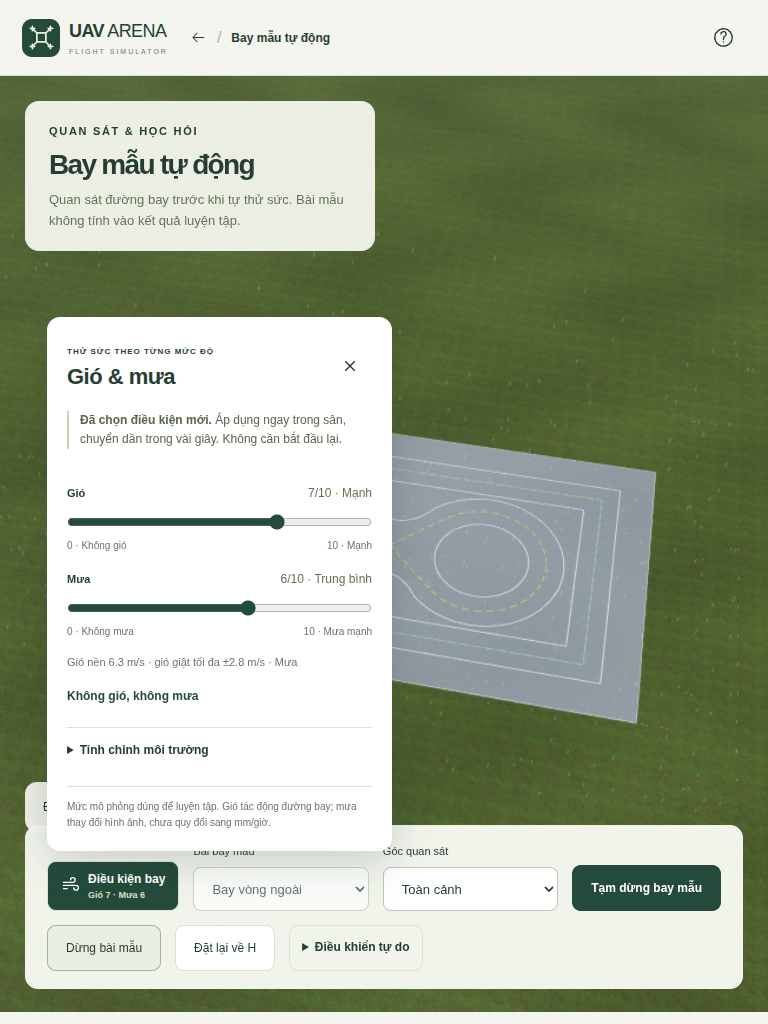 UAV ARENA
FLIGHT SIMULATOR
← / Bay mẫu tự động
QUAN SÁT & HỌC HỎI
Bay mẫu tự động
Quan sát đường bay trước khi tự thử sức. Bài mẫu
không tính vào kết quả luyện tập.
THỬ SỨC THEO TỪNG MỨC ĐỘ
Gió & mưa
Đã chọn điều kiện mới. Áp dụng ngay trong sân,
chuyển dần trong vài giây. Không cần bắt đầu lại.
Gió 7/10 · Mạnh
0 · Không gió 10 · Mạnh
Mưa 6/10 · Trung bình
0 · Không mưa 10 · Mưa mạnh
Gió nền 6.3 m/s · gió giật tối đa ±2.8 m/s · Mưa
Không gió, không mưa
Tinh chỉnh môi trường
Mức mô phỏng dùng để luyện tập. Gió tác động đường bay; mưa
thay đổi hình ảnh, chưa quy đổi sang mm/giờ.
Bài bay mẫu
Góc quan sát
Điều kiện bay
Gió 7 · Mưa 6
Bay vòng ngoài
Toàn cảnh
Tạm dừng bay mẫu
Dừng bài mẫu
Đặt lại về H
Điều khiển tự do